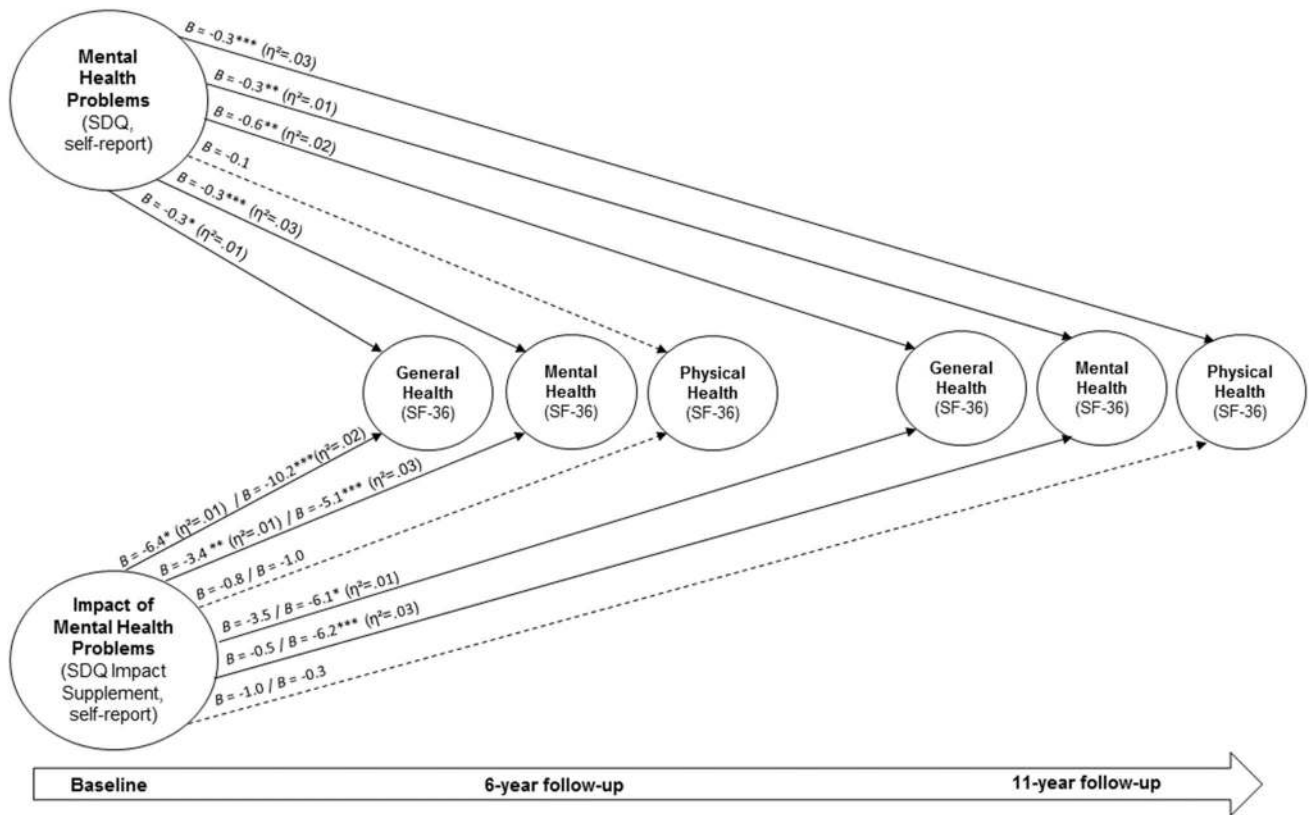 Mental
Health
Problems
(SDQ,
self-report)
B = -0.3*** (η²=.03)
B = -0.3** (η²=.01)
B = -0.6** (η²=.02)
B = -0.1
B = -0.3*** (η²=.03)
B = -0.3* (η²=.01)
General
Health
(SF-36)
Mental
Health
(SF-36)
Physical
Health
(SF-36)
General
Health
(SF-36)
Mental
Health
(SF-36)
Physical
Health
(SF-36)
B = -6.4* (η²=.01) / B = -10.2***(η²=.02)
B = -3.4 ** (η²=.01) / B = -5.1*** (η²=.03)
B = -0.8 / B = -1.0
B = -3.5 / B = -6.1* (η²=.01)
B = -0.5 / B = -6.2*** (η²=.03)
B = -1.0 / B = -0.3
Impact of
Mental Health
Problems
(SDQ Impact
Supplement,
self-report)
Baseline 6-year follow-up 11-year follow-up